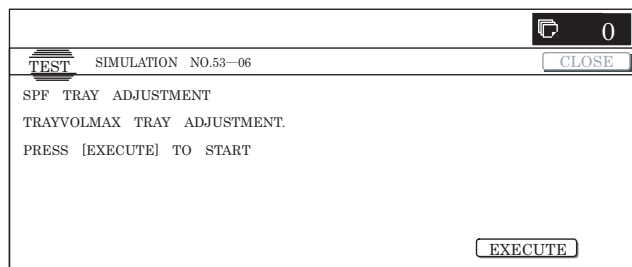 0
TEST SIMULATION NO.53—06 CLOSE
SPF TRAY ADJUSTMENT
TRAYVOLMAX TRAY ADJUSTMENT.
PRESS [EXECUTE] TO START
EXECUTE